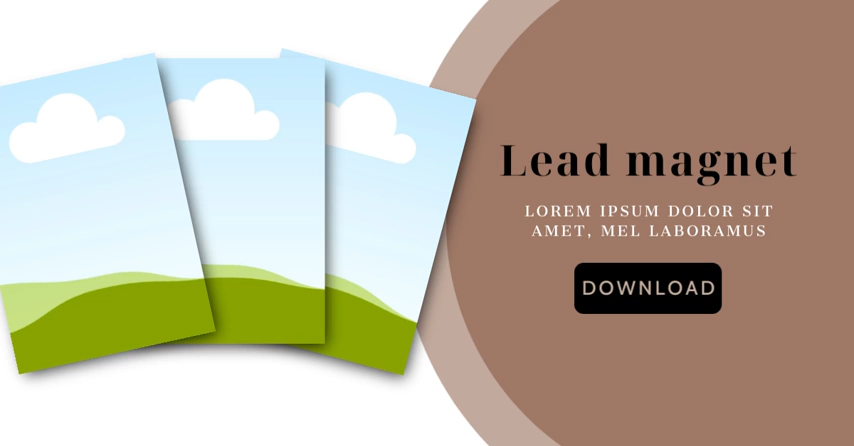 Lead magnet
LOREM IPSUM DOLOR SIT
AMET, MEL LABORAMUS
DOWNLOAD